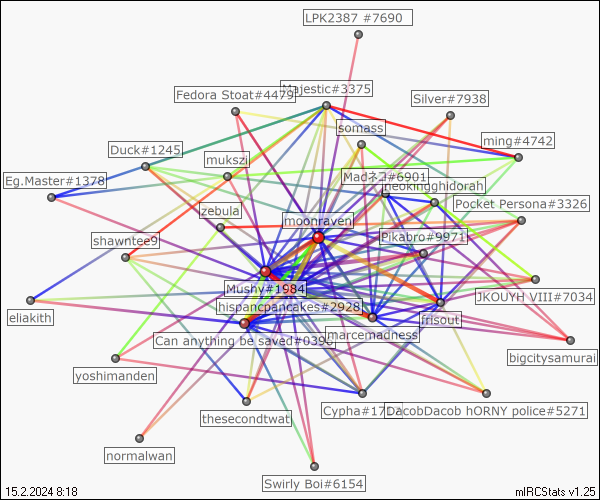 LPK2387 #7690
Majestic#3375
Fedora Stoat#4479
Silver#7938
somass
ming#4742
Duck#1245
mukszi
Madネコ#6901
Eg.Master#1378
neokingghidorah
Pocket Persona#3326
zebula
moonraven
shawntee9
Pikabro#9971
Mushy#1984
JKOUYH VIII#7034
hispancpancakes#2928
eliakith
frisout
marcemadness
Can anything be saved#0396
bigcitysamurai
yoshimanden
thesecondtwat
Cypha#17
DacobDacob hORNY police#5271
normalwan
Swirly Boi#6154
15.2.2024 8:18
mIRCStats v1.25